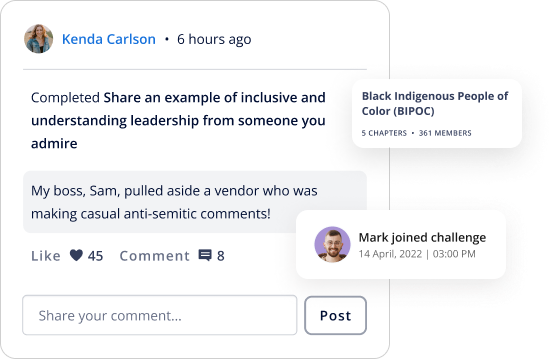 Kenda Carlson • 6 hours ago
Completed Share an example of inclusive and
understanding leadership from someone you
admire
My boss, Sam, pulled aside a vendor who was
making casual anti-semitic comments!
Like 45 Comment 8
Share your comment...
Post
Black Indigenous People of
Color (BIPOC)
5 CHAPTERS • 361 MEMBERS
Mark joined challenge
14 April, 2022 | 03:00 PM